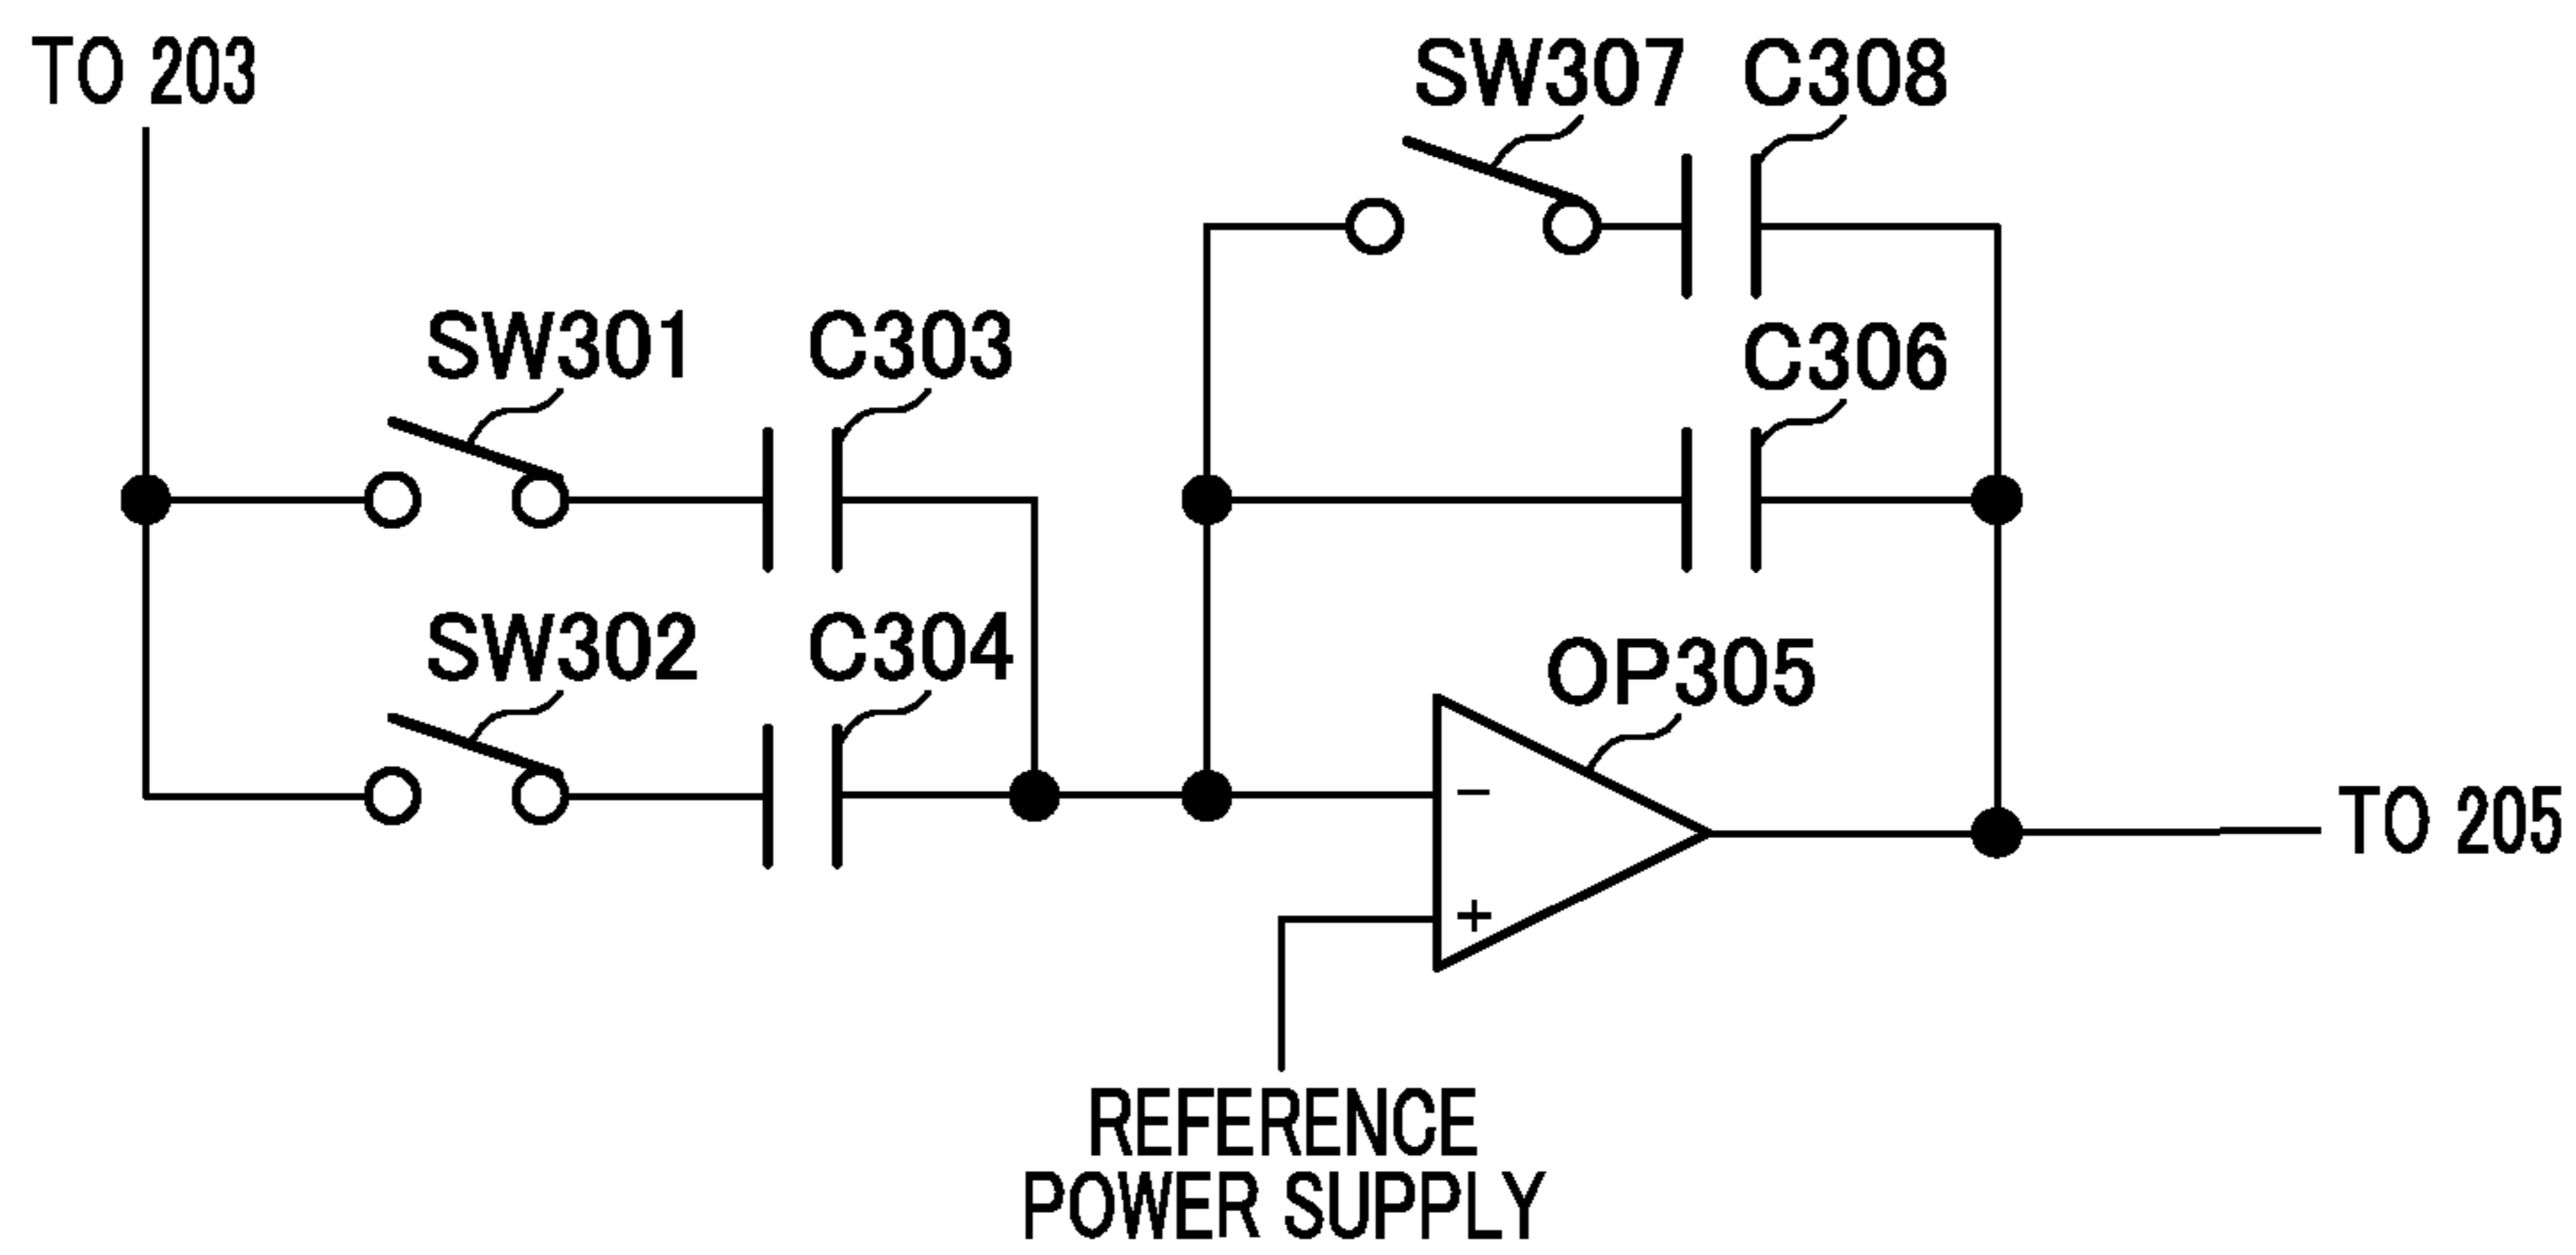 TO 203
SW307
C308
SW301
C303
C306
SW302
C304
OP305
−
+
TO 205
REFERENCE
POWER SUPPLY